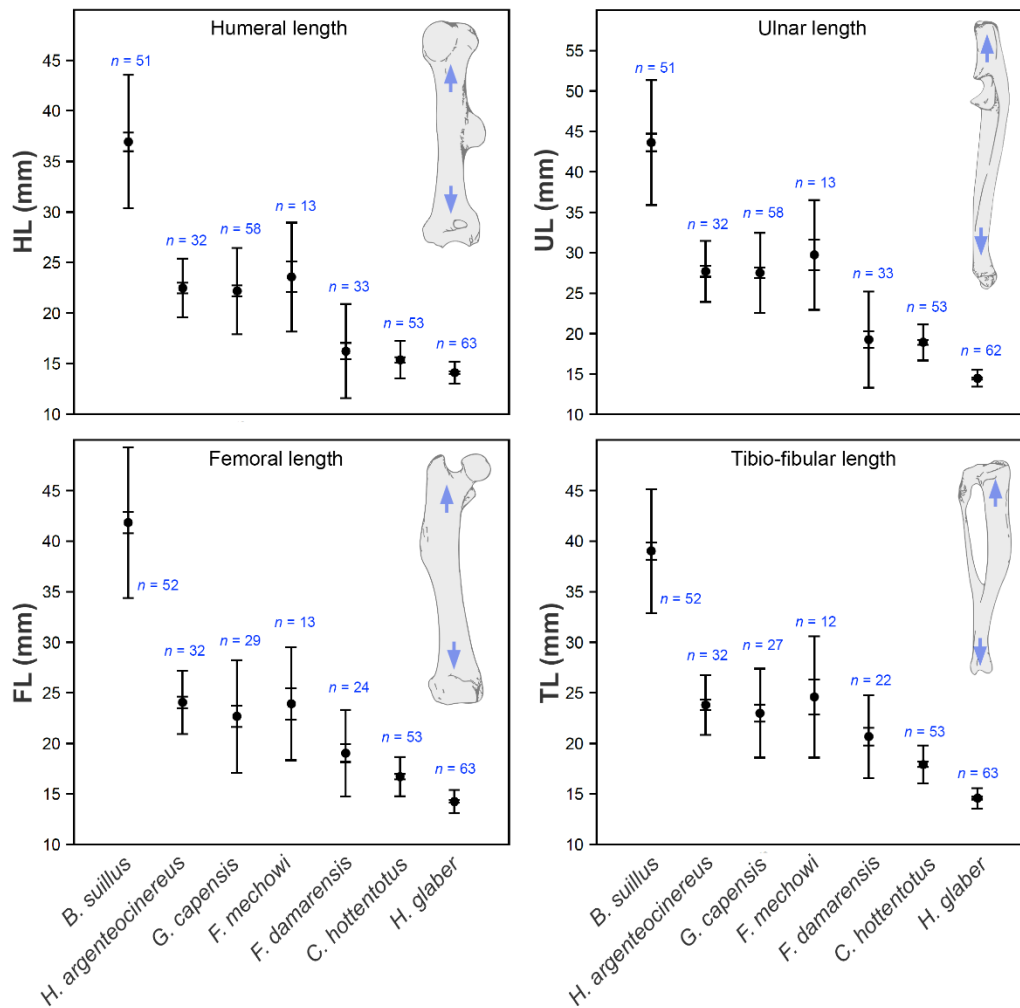 Humeral length
HL (mm)
45
40
35
30
25
20
15
10
n = 51
n = 32
n = 58
n = 13
n = 33
n = 53
n = 63
Ulnar length
UL (mm)
55
50
45
40
35
30
25
20
15
10
n = 51
n = 32
n = 58
n = 13
n = 33
n = 53
n = 62
Femoral length
FL (mm)
45
40
35
30
25
20
15
10
n = 52
n = 32
n = 29
n = 13
n = 24
n = 53
n = 63
B. suillus
H. argenteocinereus
G. capensis
F. mechowi
F. damarensis
C. hottentotus
H. glaber
Tibio-fibular length
TL (mm)
45
40
35
30
25
20
15
10
n = 52
n = 32
n = 27
n = 12
n = 22
n = 53
n = 63
B. suillus
H. argenteocinereus
G. capensis
F. mechowi
F. damarensis
C. hottentotus
H. glaber